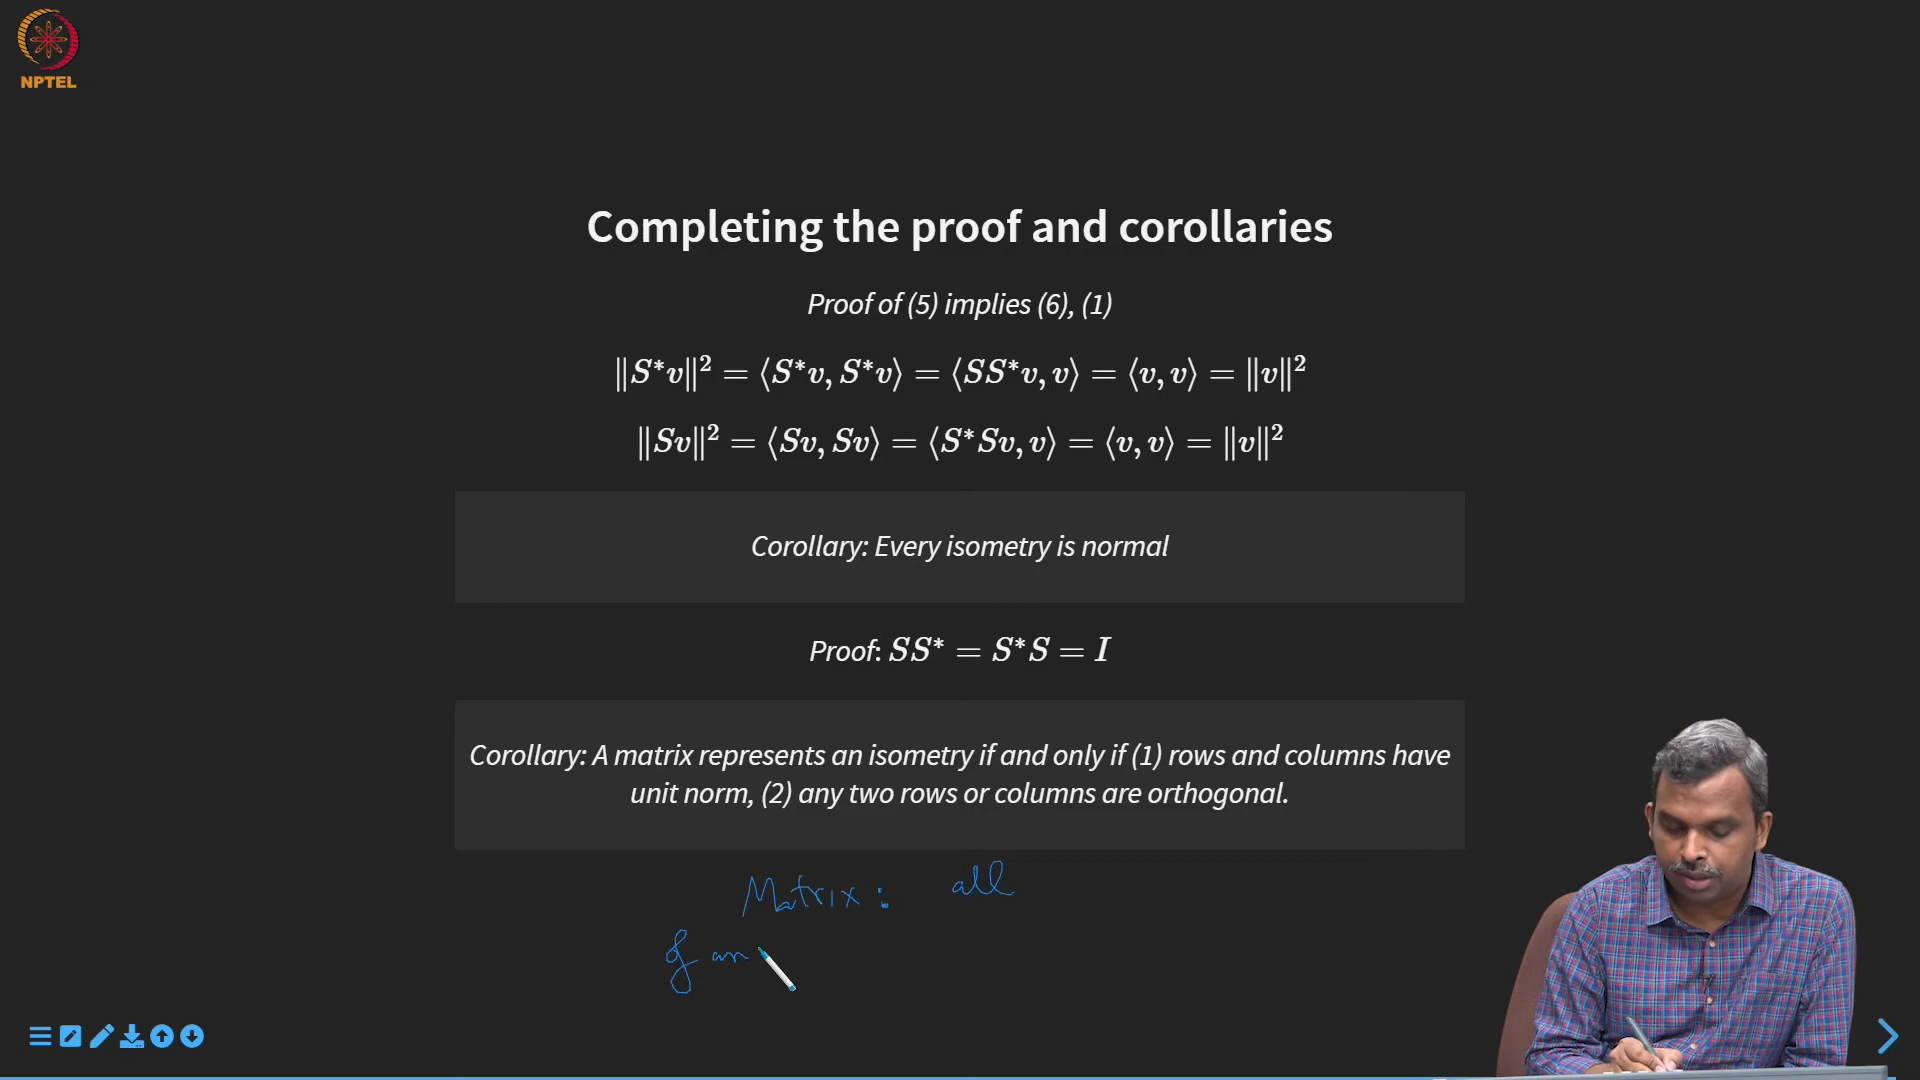 NPTEL
Completing the proof and corollaries
Proof of (5) implies (6), (1)
‖S*v‖² = ⟨S*v, S*v⟩ = ⟨SS*v, v⟩ = ⟨v, v⟩ = ‖v‖²
‖Sv‖² = ⟨Sv, Sv⟩ = ⟨S*Sv, v⟩ = ⟨v, v⟩ = ‖v‖²
Corollary: Every isometry is normal
Proof: SS* = S*S = I
Corollary: A matrix represents an isometry if and only if (1) rows and columns have
unit norm, (2) any two rows or columns are orthogonal.
Matrix : all
of an